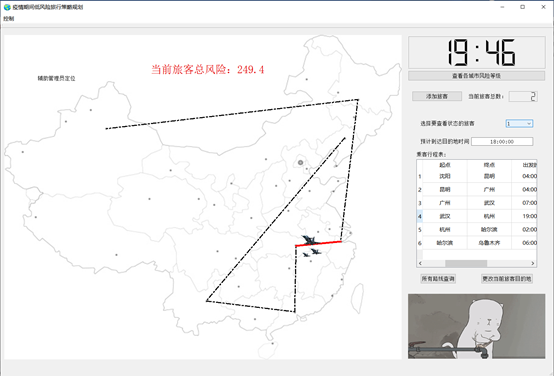 疫情期间低风险旅行策略规划
控制
当前旅客总风险：249.4
辅助管理员定位
19:46
查看各城市风险等级
添加旅客 当前旅客总数： 2
选择要查看状态的旅客 1
预计到达目的地时间 18:00:00
乘客行程表：
起点 终点 出发时
1 沈阳 昆明 04:00
2 昆明 广州 04:00
3 广州 武汉 07:00
4 武汉 杭州 19:00
5 杭州 哈尔滨 02:00
6 哈尔滨 乌鲁木齐 06:00
所有路线查询 更改当前旅客目的地